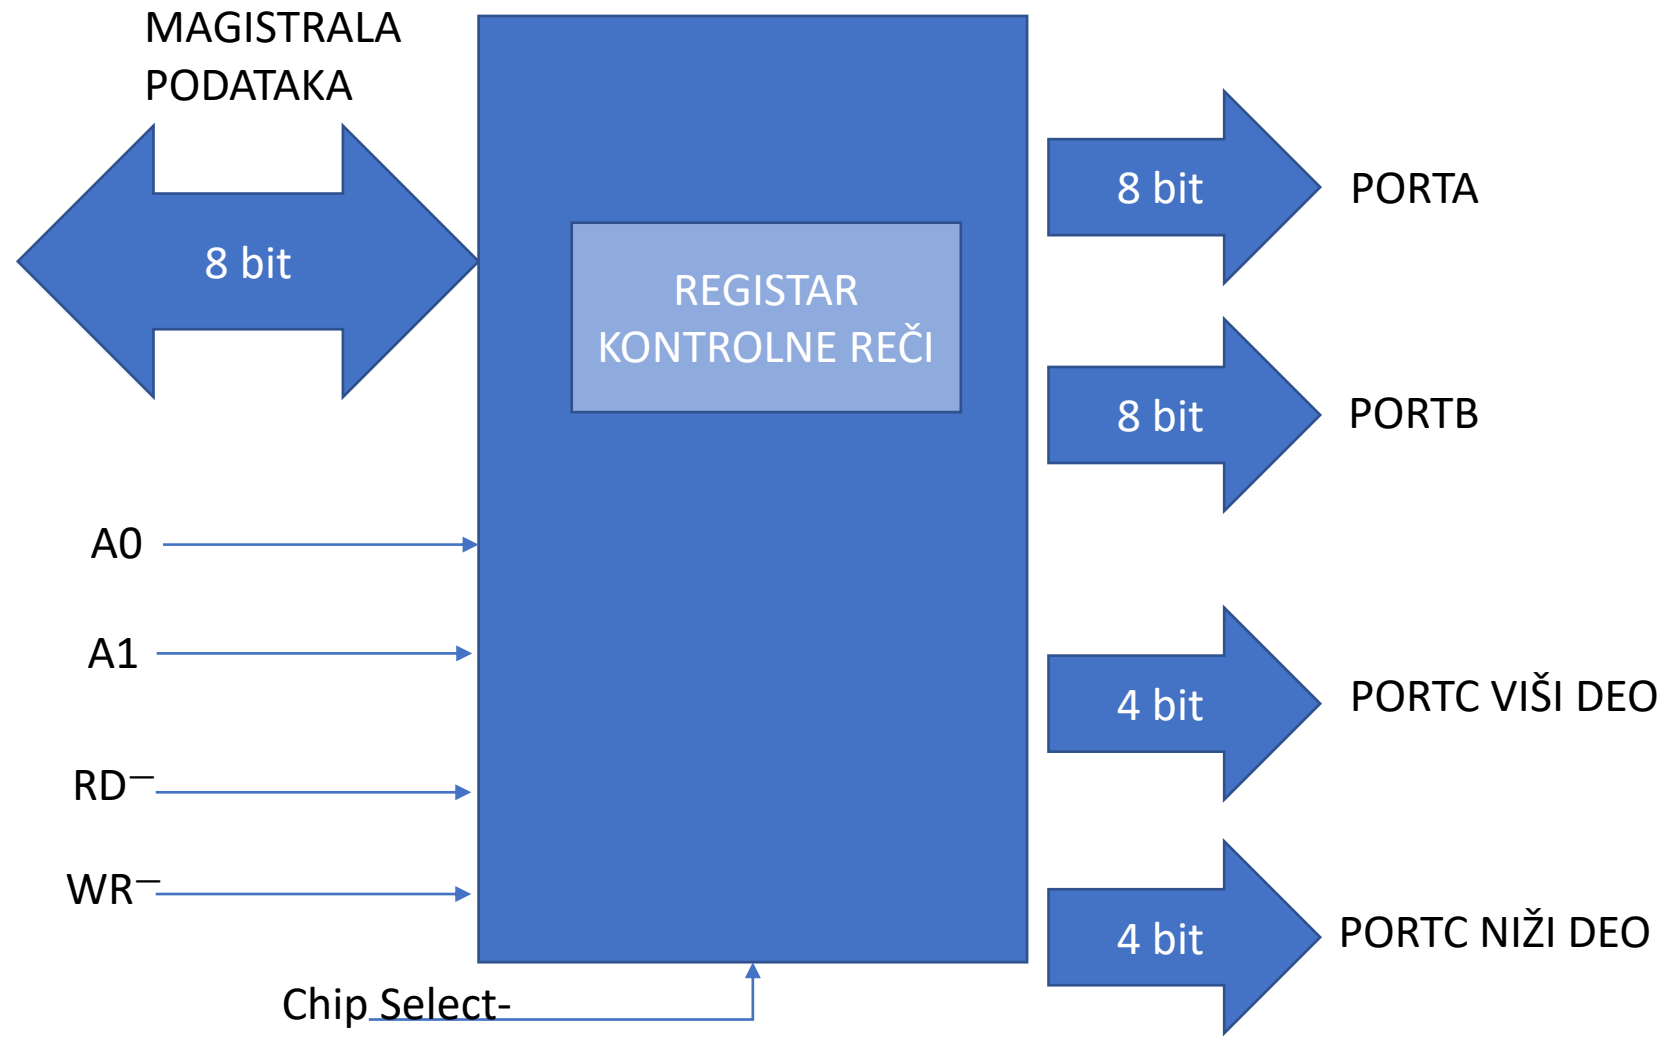 MAGISTRALA
PODATAKA
8 bit
REGISTAR
KONTROLNE REČI
8 bit
PORTA
8 bit
PORTB
A0
A1
4 bit
PORTC VIŠI DEO
RD¯
WR¯
4 bit
PORTC NIŽI DEO
Chip Select-